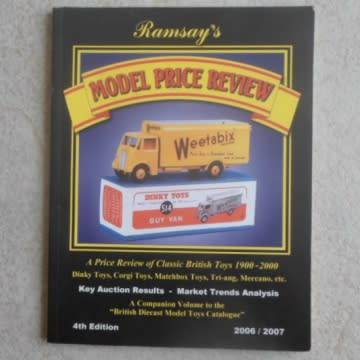 Ramsay's
MODEL PRICE REVIEW
Weetabix
DINKY TOYS
514
GUY VAN
A Price Review of Classic British Toys 1900-2000
Dinky Toys, Corgi Toys, Matchbox Toys, Tri-ang, Meccano, etc.
Key Auction Results - Market Trends Analysis
A Companion Volume to the
"British Diecast Model Toys Catalogue"
4th Edition
2006 / 2007